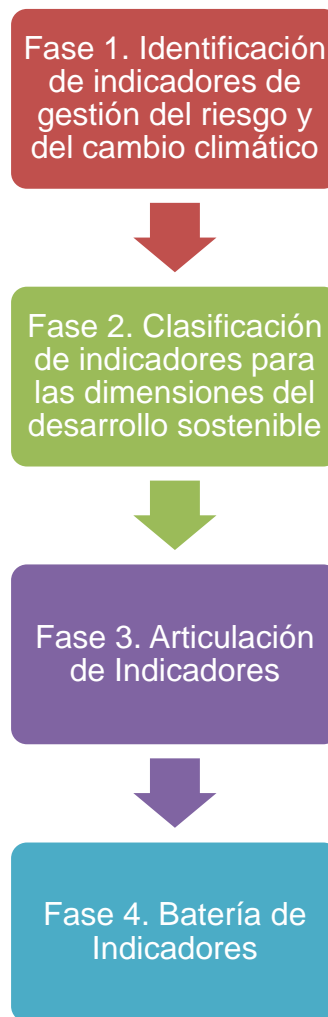 Fase 1. Identificación
de indicadores de
gestión del riesgo y
del cambio climático
Fase 2. Clasificación
de indicadores para
las dimensiones del
desarrollo sostenible
Fase 3. Articulación
de Indicadores
Fase 4. Batería de
Indicadores